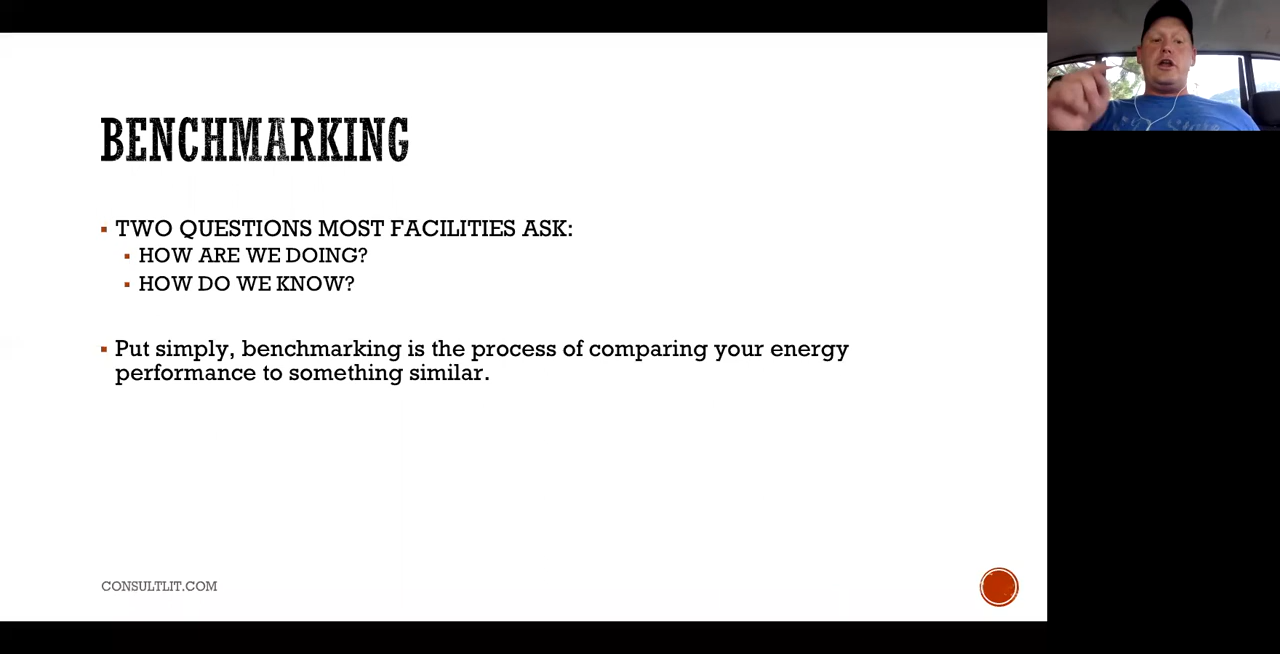 BENCHMARKING
TWO QUESTIONS MOST FACILITIES ASK:
HOW ARE WE DOING?
HOW DO WE KNOW?
Put simply, benchmarking is the process of comparing your energy
performance to something similar.
CONSULTLIT.COM